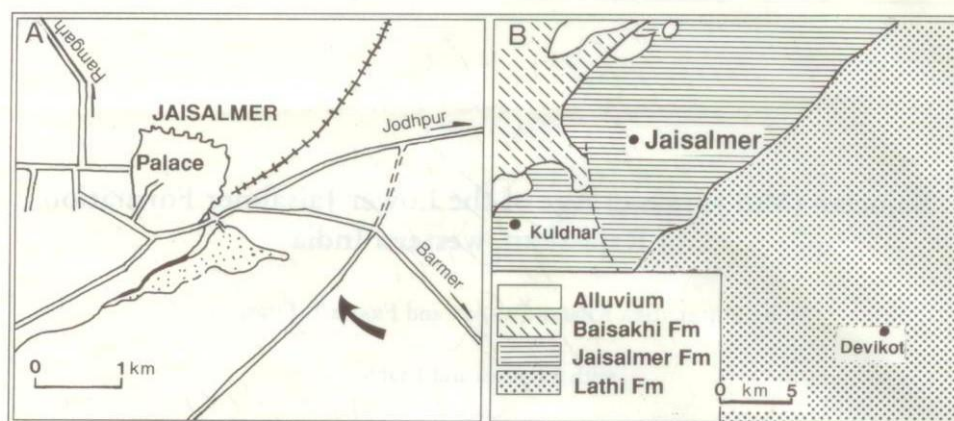 A
Ramgarh
JAISALMER
Palace
Jodhpur
Barmer
0 1 km
B
Jaisalmer
Kuldhar
Alluvium
Baisakhi Fm
Jaisalmer Fm
Lathi Fm
Devikot
0 km 5